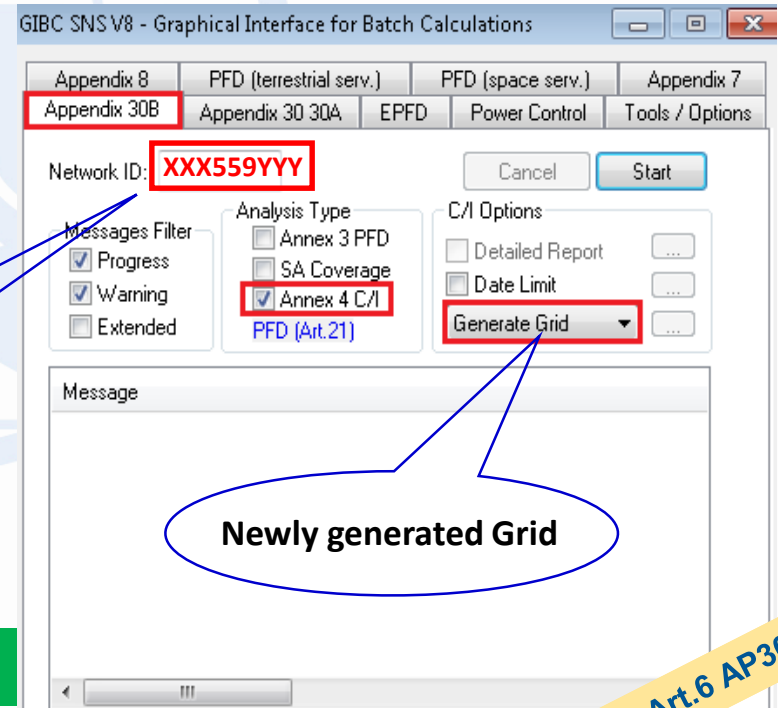 GIBC SNS V8 - Graphical Interface for Batch Calculations
Appendix 8 PFD (terrestrial serv.) PFD (space serv.) Appendix 7
Appendix 30B Appendix 30 30A EPFD Power Control Tools / Options
Network ID: XXX559YYY Cancel Start
Messages Filter Analysis Type C/I Options
Progress Annex 3 PFD Detailed Report ...
Warning SA Coverage Date Limit ...
Extended Annex 4 C/I Generate Grid ...
PFD (Art.21)
Message
Newly generated Grid
Art.6